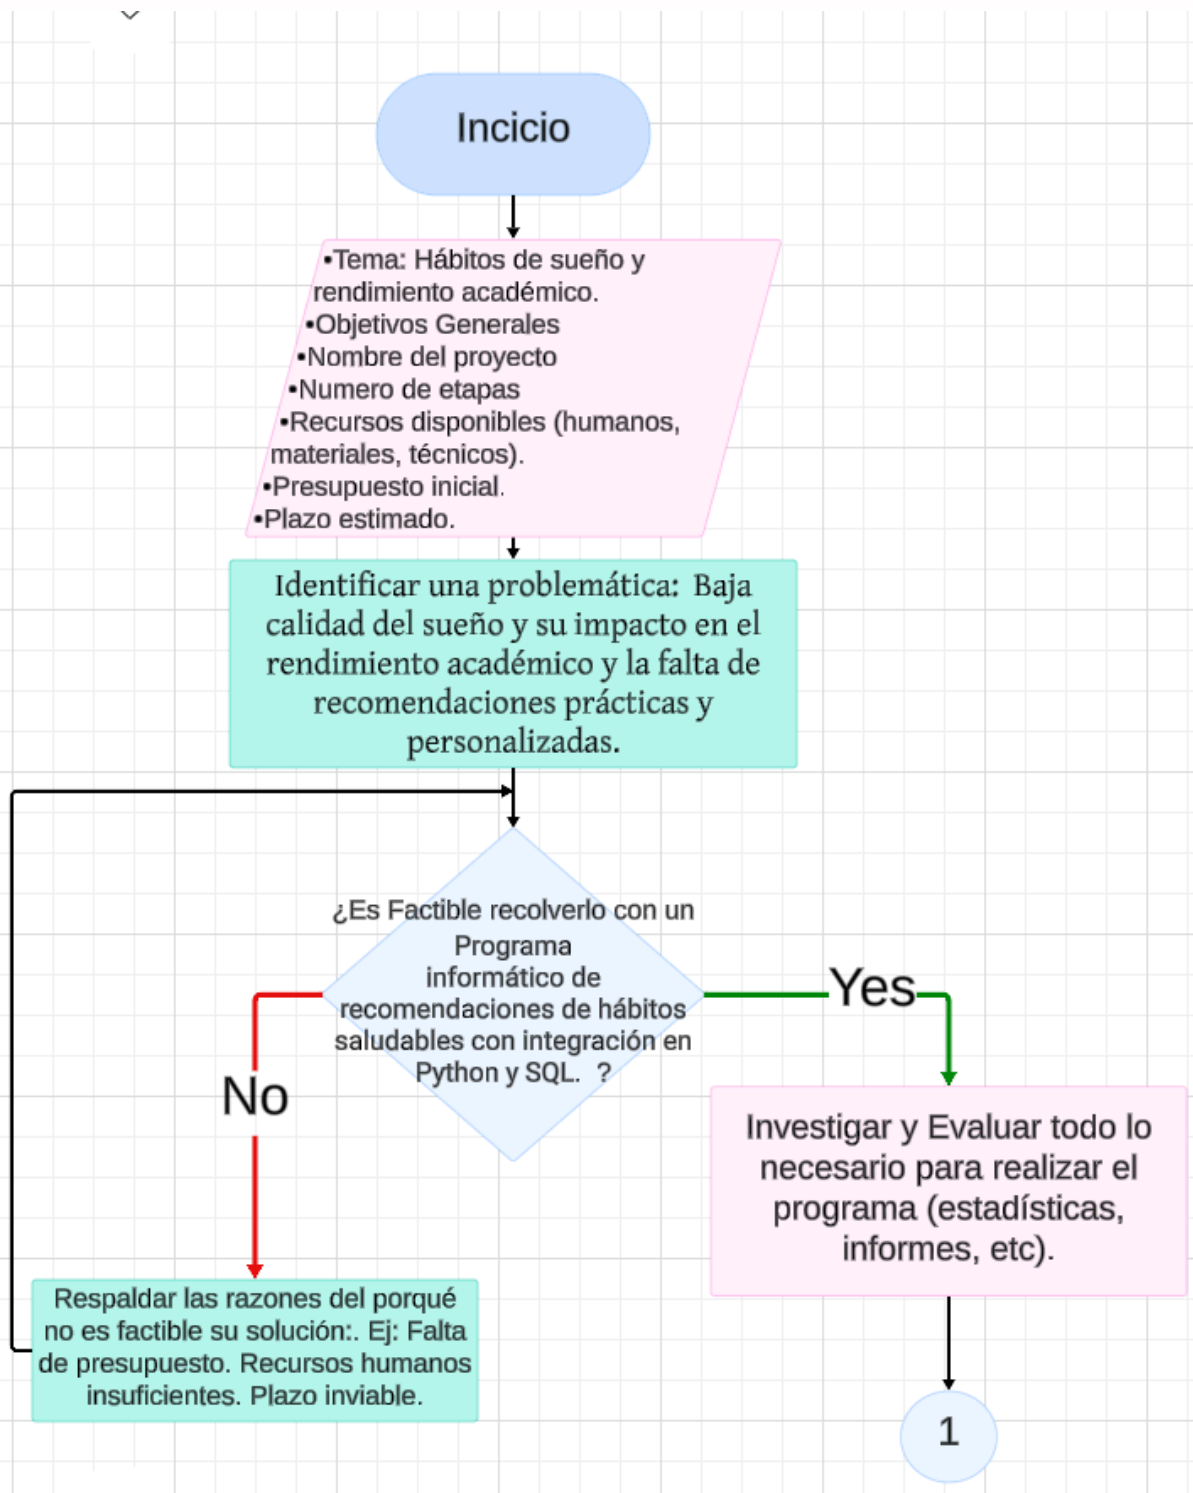 Incicio
•Tema: Hábitos de sueño y
rendimiento académico.
•Objetivos Generales
•Nombre del proyecto
•Numero de etapas
•Recursos disponibles (humanos,
materiales, técnicos).
•Presupuesto inicial.
•Plazo estimado.
Identificar una problemática: Baja
calidad del sueño y su impacto en el
rendimiento académico y la falta de
recomendaciones prácticas y
personalizadas.
¿Es Factible recolverlo con un
Programa
informático de
recomendaciones de hábitos
saludables con integración en
Python y SQL. ?
Yes
No
Investigar y Evaluar todo lo
necesario para realizar el
programa (estadísticas,
informes, etc).
Respaldar las razones del porqué
no es factible su solución:. Ej: Falta
de presupuesto. Recursos humanos
insuficientes. Plazo inviable.
1